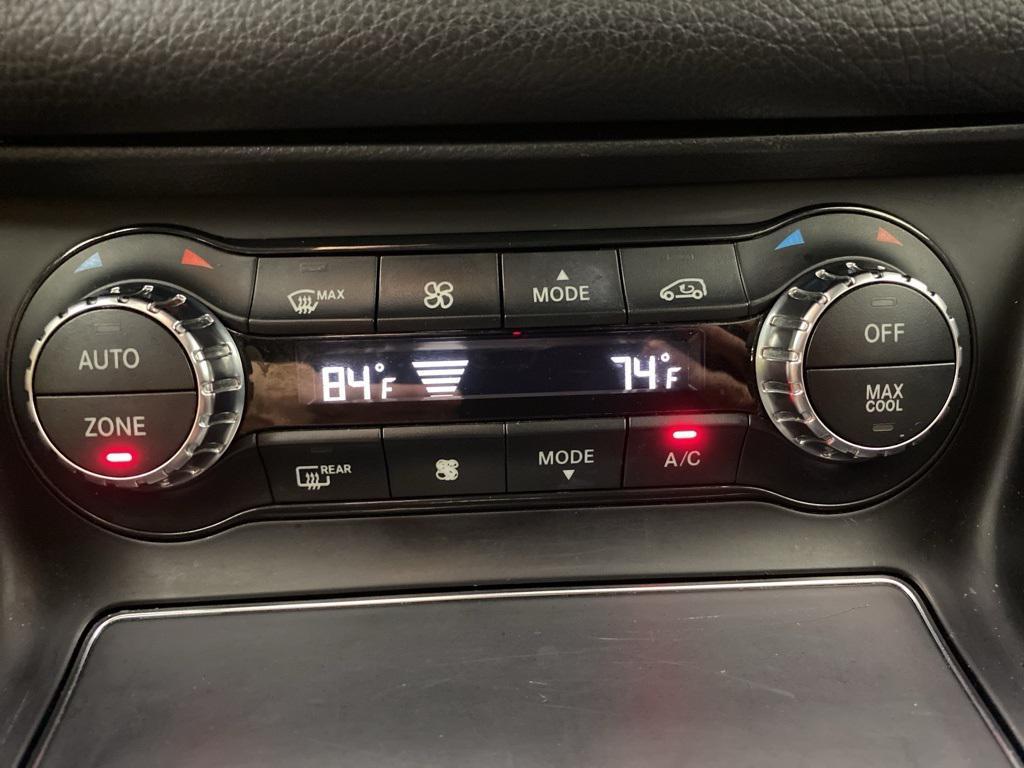 MAX
MODE
AUTO
ZONE
84°F
74°F
OFF
MAX
COOL
REAR
MODE
A/C